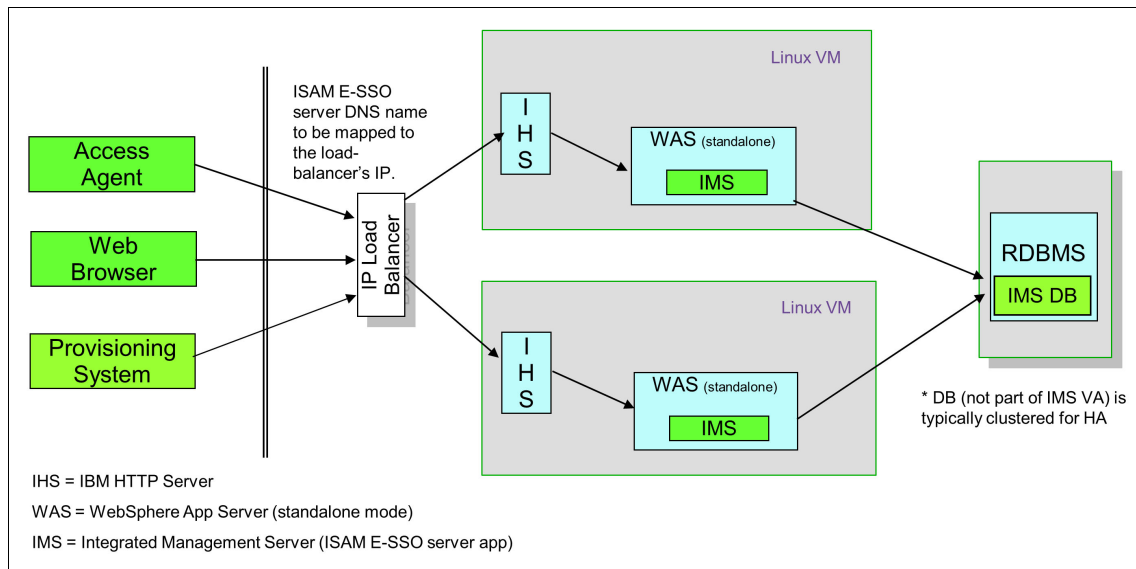 Access
Agent
Web
Browser
Provisioning
System
ISAM E-SSO
server DNS name
to be mapped to
the load-
balancer's IP.
IP Load
Balancer
Linux VM
I
H
S
WAS (standalone)
IMS
Linux VM
I
H
S
WAS (standalone)
IMS
RDBMS
IMS DB
* DB (not part of IMS VA) is
typically clustered for HA
IHS = IBM HTTP Server
WAS = WebSphere App Server (standalone mode)
IMS = Integrated Management Server (ISAM E-SSO server app)